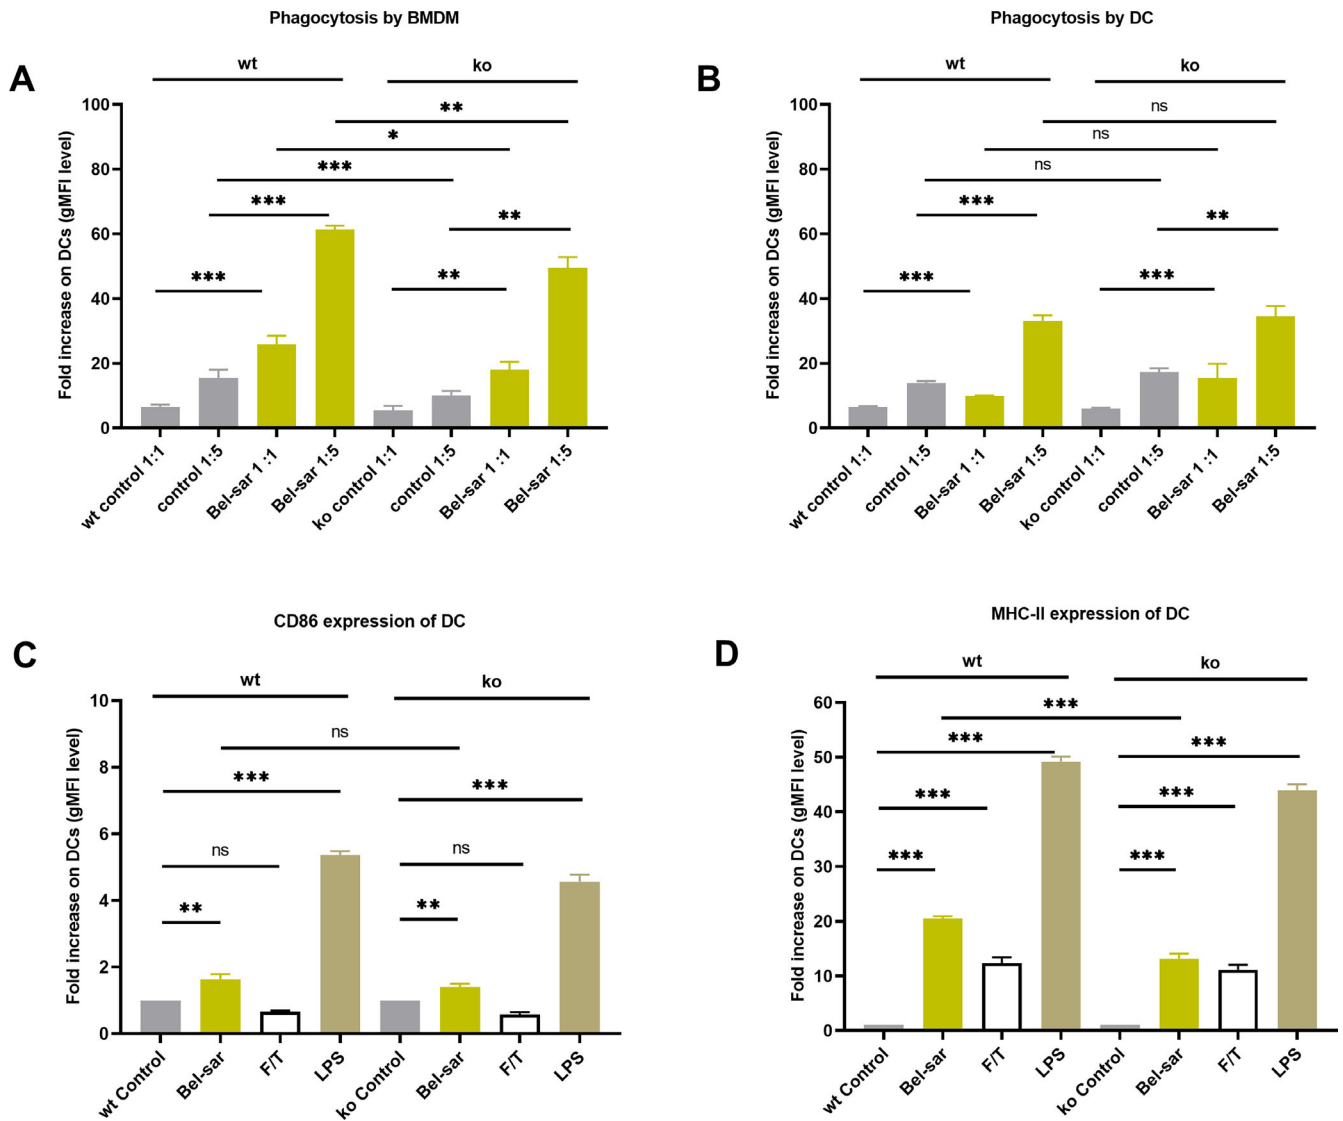 Phagocytosis by BMDM
A
wt
ko
**
*
***
***
**
***
**
Fold increase on DCs (gMFI level)
100
80
60
40
20
0
wt control 1:1
control 1:5
Bel-sar 1 :1
Bel-sar 1:5
ko control 1:1
control 1:5
Bel-sar 1 :1
Bel-sar 1:5
Phagocytosis by DC
B
wt
ko
ns
ns
ns
***
**
***
***
Fold increase on DCs (gMFI level)
100
80
60
40
20
0
wt control 1:1
control 1:5
Bel-sar 1 :1
Bel-sar 1:5
ko control 1:1
control 1:5
Bel-sar 1 :1
Bel-sar 1:5
CD86 expression of DC
C
wt
ko
ns
***
***
ns
ns
**
**
Fold increase on DCs (gMFI level)
10
8
6
4
2
0
wt Control
Bel-sar
F/T
LPS
ko Control
Bel-sar
F/T
LPS
MHC-II expression of DC
D
wt
ko
***
***
***
***
***
***
***
Fold increase on DCs (gMFI level)
60
50
40
30
20
10
0
wt Control
Bel-sar
F/T
LPS
ko Control
Bel-sar
F/T
LPS